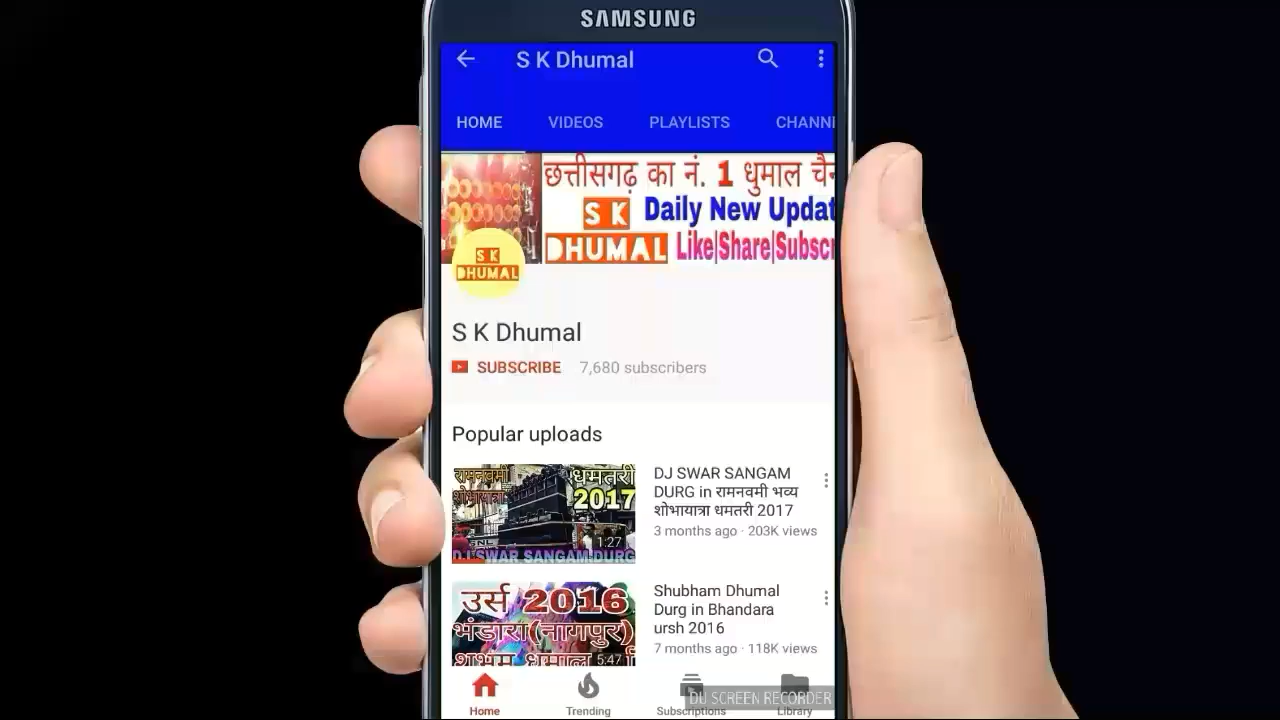 SAMSUNG
S K Dhumal
HOME VIDEOS PLAYLISTS CHANNI
छत्तीसगढ़ का नं. 1 धुमाल चैन
S K
DHUMAL
Daily New Updat
Like|Share|Subscr
S K
DHUMAL
S K Dhumal
SUBSCRIBE 7,680 subscribers
Popular uploads
रामनवमी
शोभायात्रा
धमतरी
2017
1:27
DJ SWAR SANGAM DURG
DJ SWAR SANGAM
DURG in रामनवमी भव्य
शोभायात्रा धमतरी 2017
3 months ago · 203K views
उर्स 2016
भंडारा(नागपुर)
शुभम धुमाल
5:47
Shubham Dhumal
Durg in Bhandara
ursh 2016
7 months ago · 118K views
DU SCREEN RECORDER
Home Trending Subscriptions Library